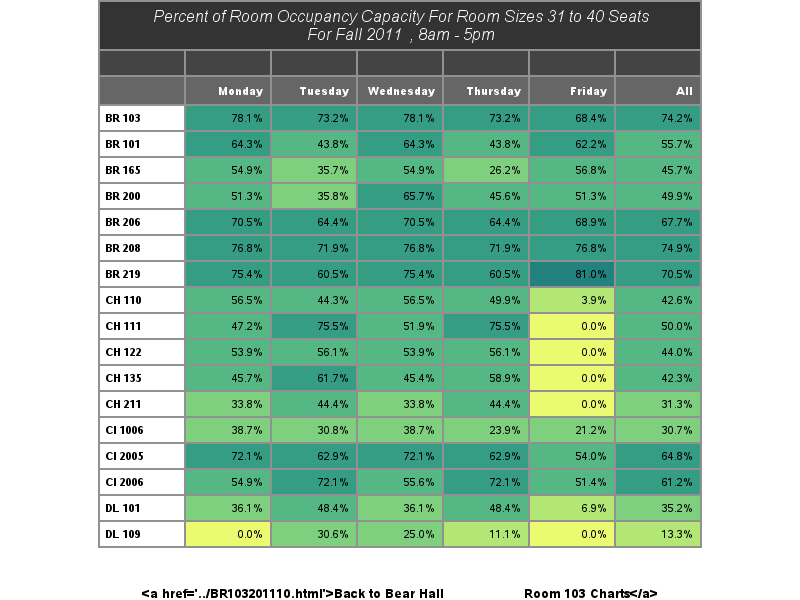 Percent of Room Occupancy Capacity For Room Sizes 31 to 40 Seats
For Fall 2011 , 8am - 5pm
Monday Tuesday Wednesday Thursday Friday All
BR 103 78.1% 73.2% 78.1% 73.2% 68.4% 74.2%
BR 101 64.3% 43.8% 64.3% 43.8% 62.2% 55.7%
BR 165 54.9% 35.7% 54.9% 26.2% 56.8% 45.7%
BR 200 51.3% 35.8% 65.7% 45.6% 51.3% 49.9%
BR 206 70.5% 64.4% 70.5% 64.4% 68.9% 67.7%
BR 208 76.8% 71.9% 76.8% 71.9% 76.8% 74.9%
BR 219 75.4% 60.5% 75.4% 60.5% 81.0% 70.5%
CH 110 56.5% 44.3% 56.5% 49.9% 3.9% 42.6%
CH 111 47.2% 75.5% 51.9% 75.5% 0.0% 50.0%
CH 122 53.9% 56.1% 53.9% 56.1% 0.0% 44.0%
CH 135 45.7% 61.7% 45.4% 58.9% 0.0% 42.3%
CH 211 33.8% 44.4% 33.8% 44.4% 0.0% 31.3%
CI 1006 38.7% 30.8% 38.7% 23.9% 21.2% 30.7%
CI 2005 72.1% 62.9% 72.1% 62.9% 54.0% 64.8%
CI 2006 54.9% 72.1% 55.6% 72.1% 51.4% 61.2%
DL 101 36.1% 48.4% 36.1% 48.4% 6.9% 35.2%
DL 109 0.0% 30.6% 25.0% 11.1% 0.0% 13.3%
<a href='../BR103201110.html'>Back to Bear Hall Room 103 Charts</a>